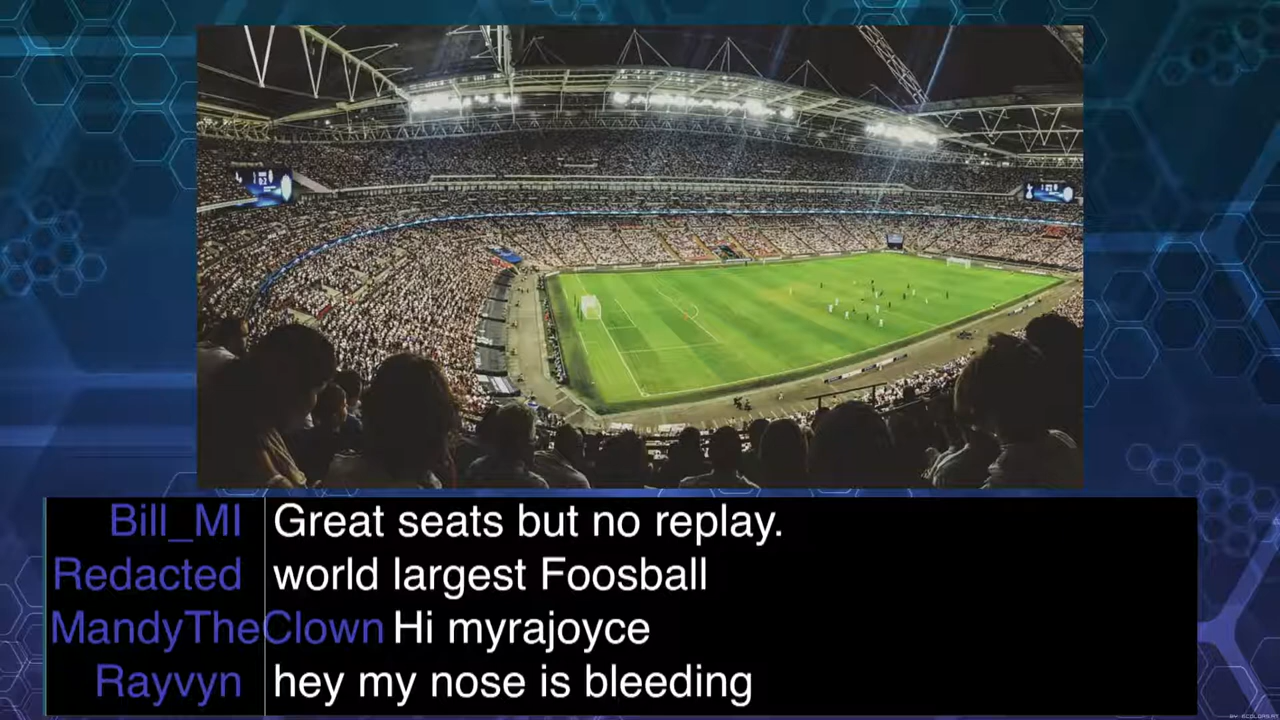 Bill_MI Great seats but no replay.
Redacted world largest Foosball
MandyTheClown Hi myrajoyce
Rayvyn hey my nose is bleeding